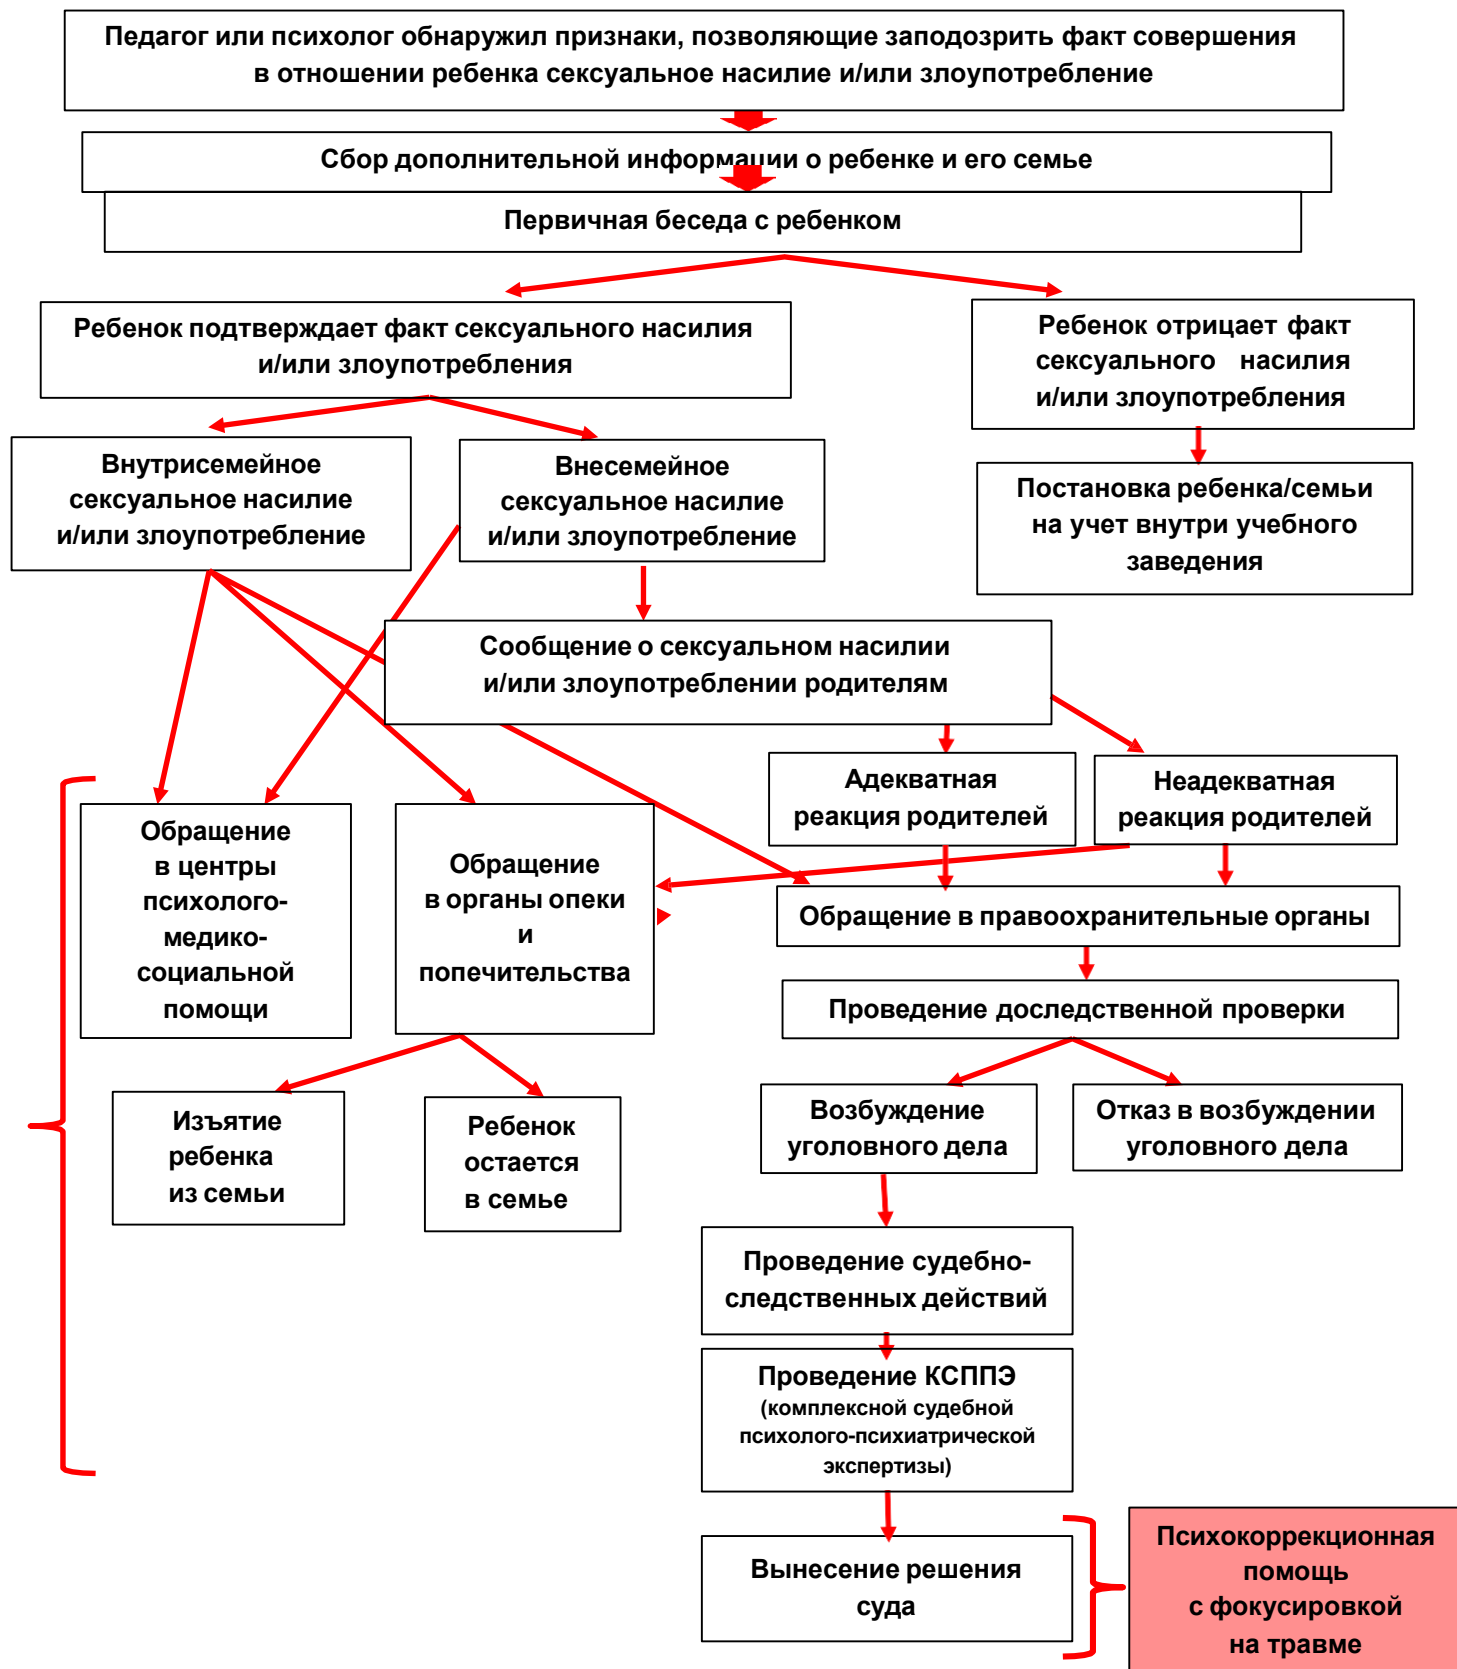 Педагог или психолог обнаружил признаки, позволяющие заподозрить факт совершения
в отношении ребенка сексуальное насилие и/или злоупотребление
Сбор дополнительной информации о ребенке и его семье
Первичная беседа с ребенком
Ребенок подтверждает факт сексуального насилия
и/или злоупотребления
Ребенок отрицает факт
сексуального насилия
и/или злоупотребления
Внутрисемейное
сексуальное насилие
и/или злоупотребление
Внесемейное
сексуальное насилие
и/или злоупотребление
Постановка ребенка/семьи
на учет внутри учебного
заведения
Сообщение о сексуальном насилии
и/или злоупотреблении родителям
Адекватная
реакция родителей
Неадекватная
реакция родителей
Обращение
в центры
психолого-
медико-
социальной
помощи
Обращение
в органы опеки
и
попечительства
Обращение в правоохранительные органы
Проведение доследственной проверки
Изъятие
ребенка
из семьи
Ребенок
остается
в семье
Возбуждение
уголовного дела
Отказ в возбуждении
уголовного дела
Проведение судебно-
следственных действий
Проведение КСППЭ
(комплексной судебной
психолого-психиатрической
экспертизы)
Вынесение решения
суда
Психокоррекционная
помощь
с фокусировкой
на травме